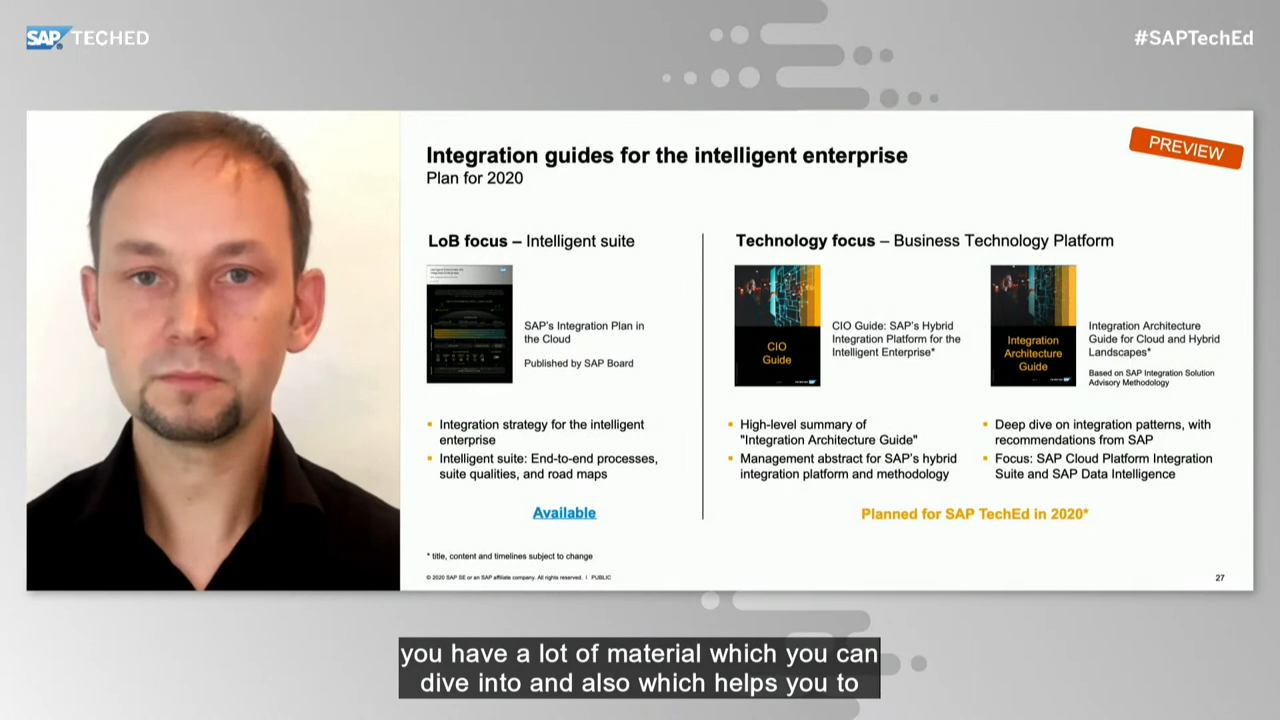 SAP TECHED
#SAPTechEd
PREVIEW
Integration guides for the intelligent enterprise
Plan for 2020
LoB focus – Intelligent suite
SAP's Integration Plan in
the Cloud
Published by SAP Board
Integration strategy for the intelligent
enterprise
Intelligent suite: End-to-end processes,
suite qualities, and road maps
Available
Technology focus – Business Technology Platform
CIO
Guide
CIO Guide: SAP's Hybrid
Integration Platform for the
Intelligent Enterprise*
High-level summary of
"Integration Architecture Guide"
Management abstract for SAP's hybrid
integration platform and methodology
Integration
Architecture
Guide
Integration Architecture
Guide for Cloud and Hybrid
Landscapes*
Based on SAP Integration Solution
Advisory Methodology
Deep dive on integration patterns, with
recommendations from SAP
Focus: SAP Cloud Platform Integration
Suite and SAP Data Intelligence
Planned for SAP TechEd in 2020*
* title, content and timelines subject to change
© 2020 SAP SE or an SAP affiliate company. All rights reserved. | PUBLIC
27
you have a lot of material which you can
dive into and also which helps you to